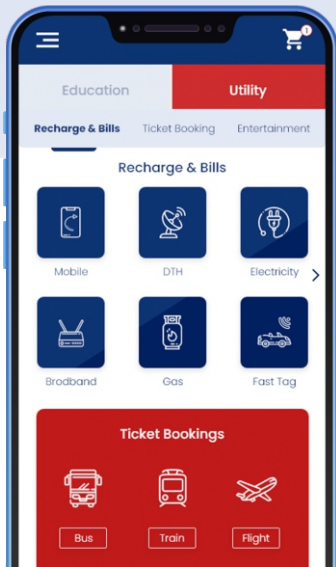 Education Utility
Recharge & Bills Ticket Booking Entertainment
Recharge & Bills
Mobile DTH Electricity
Brodband Gas Fast Tag
Ticket Bookings
Bus Train Flight